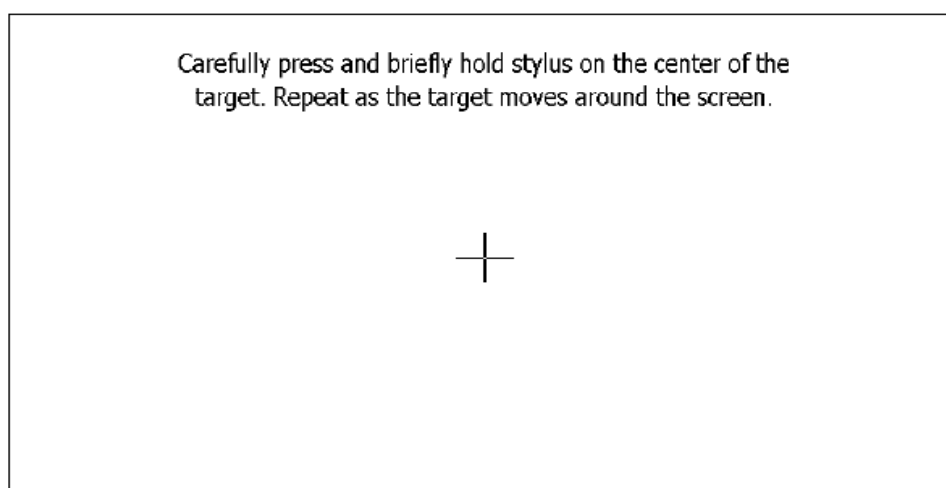 Carefully press and briefly hold stylus on the center of the
target. Repeat as the target moves around the screen.